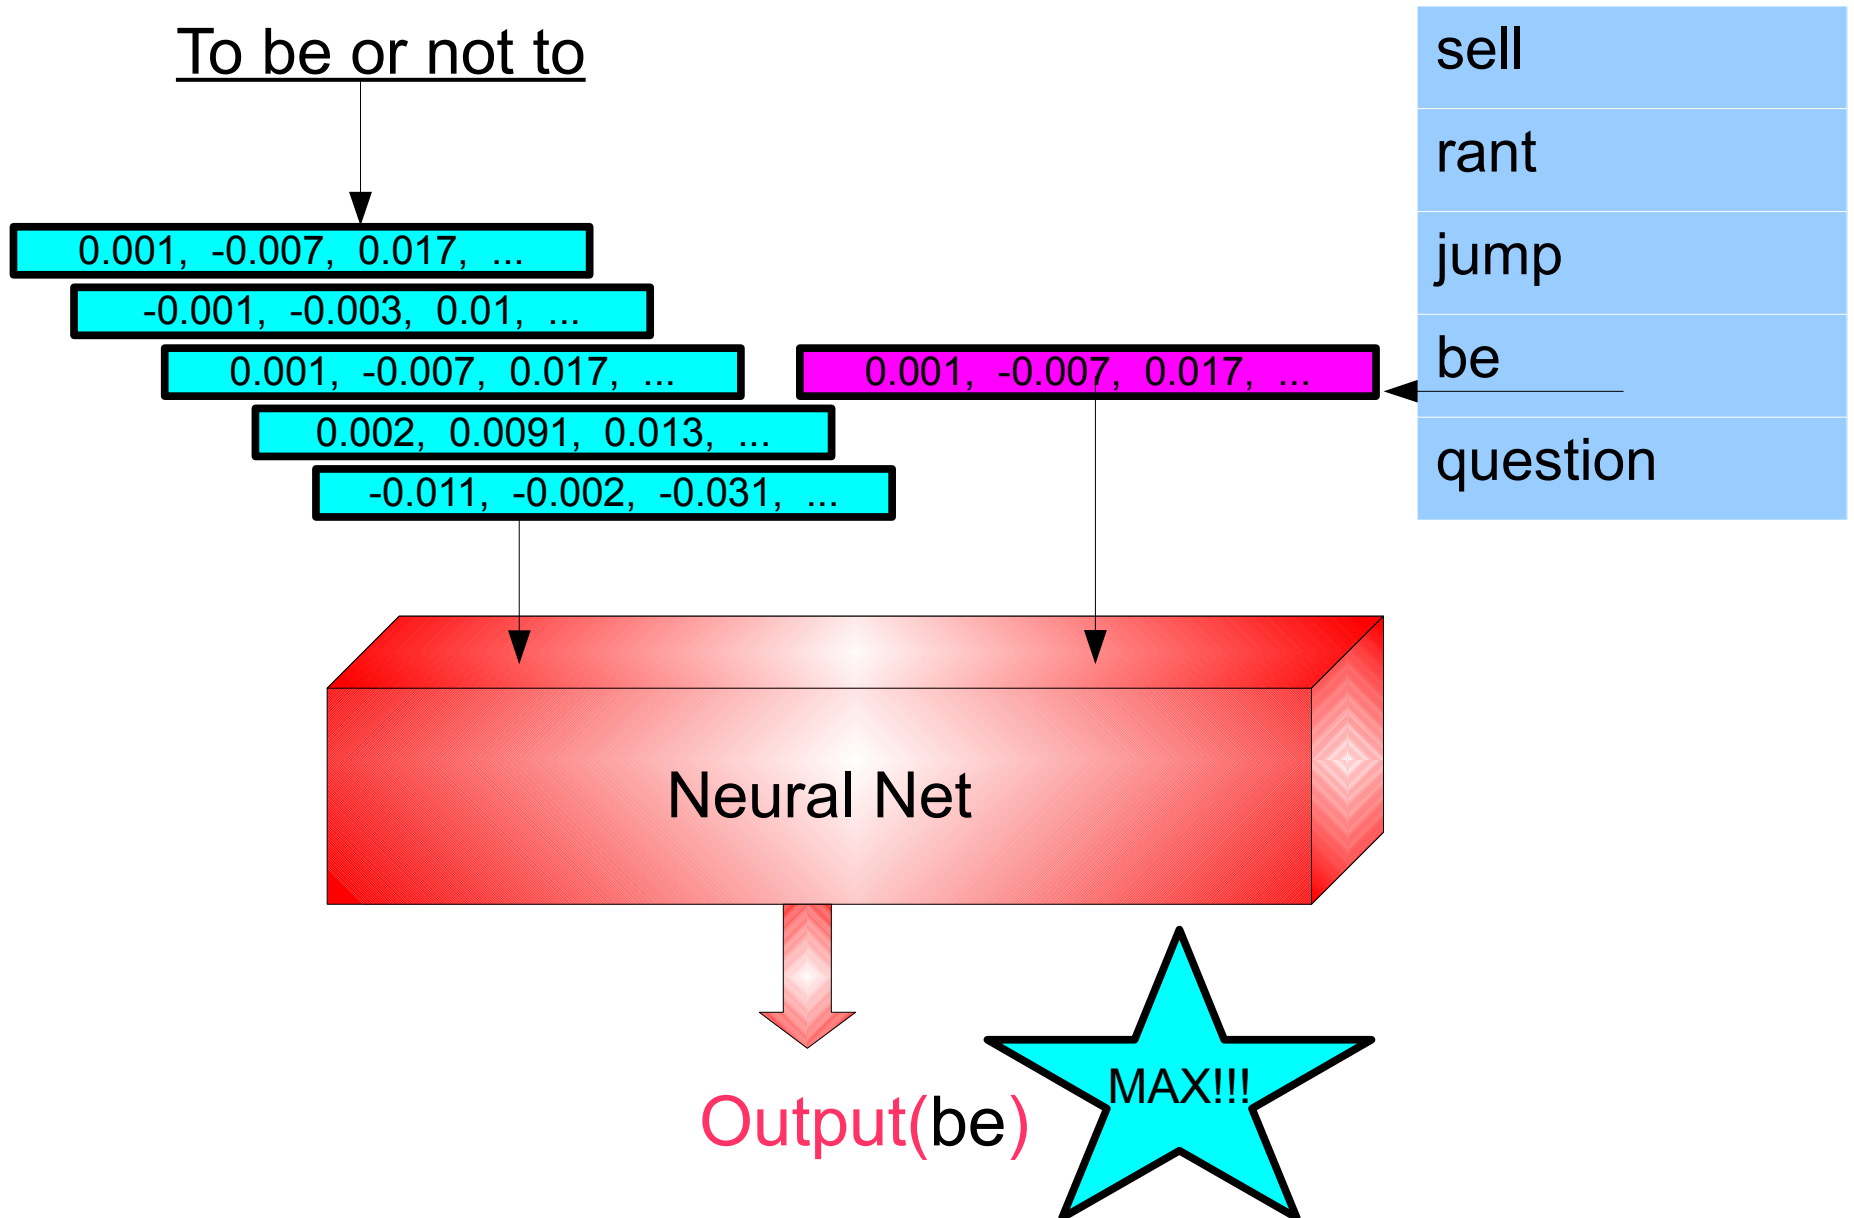 To be or not to
0.001, -0.007, 0.017, ...
-0.001, -0.003, 0.01, ...
0.001, -0.007, 0.017, ...
0.002, 0.0091, 0.013, ...
-0.011, -0.002, -0.031, ...
0.001, -0.007, 0.017, ...
sell
rant
jump
be
question
Neural Net
Output(be)
MAX!!!